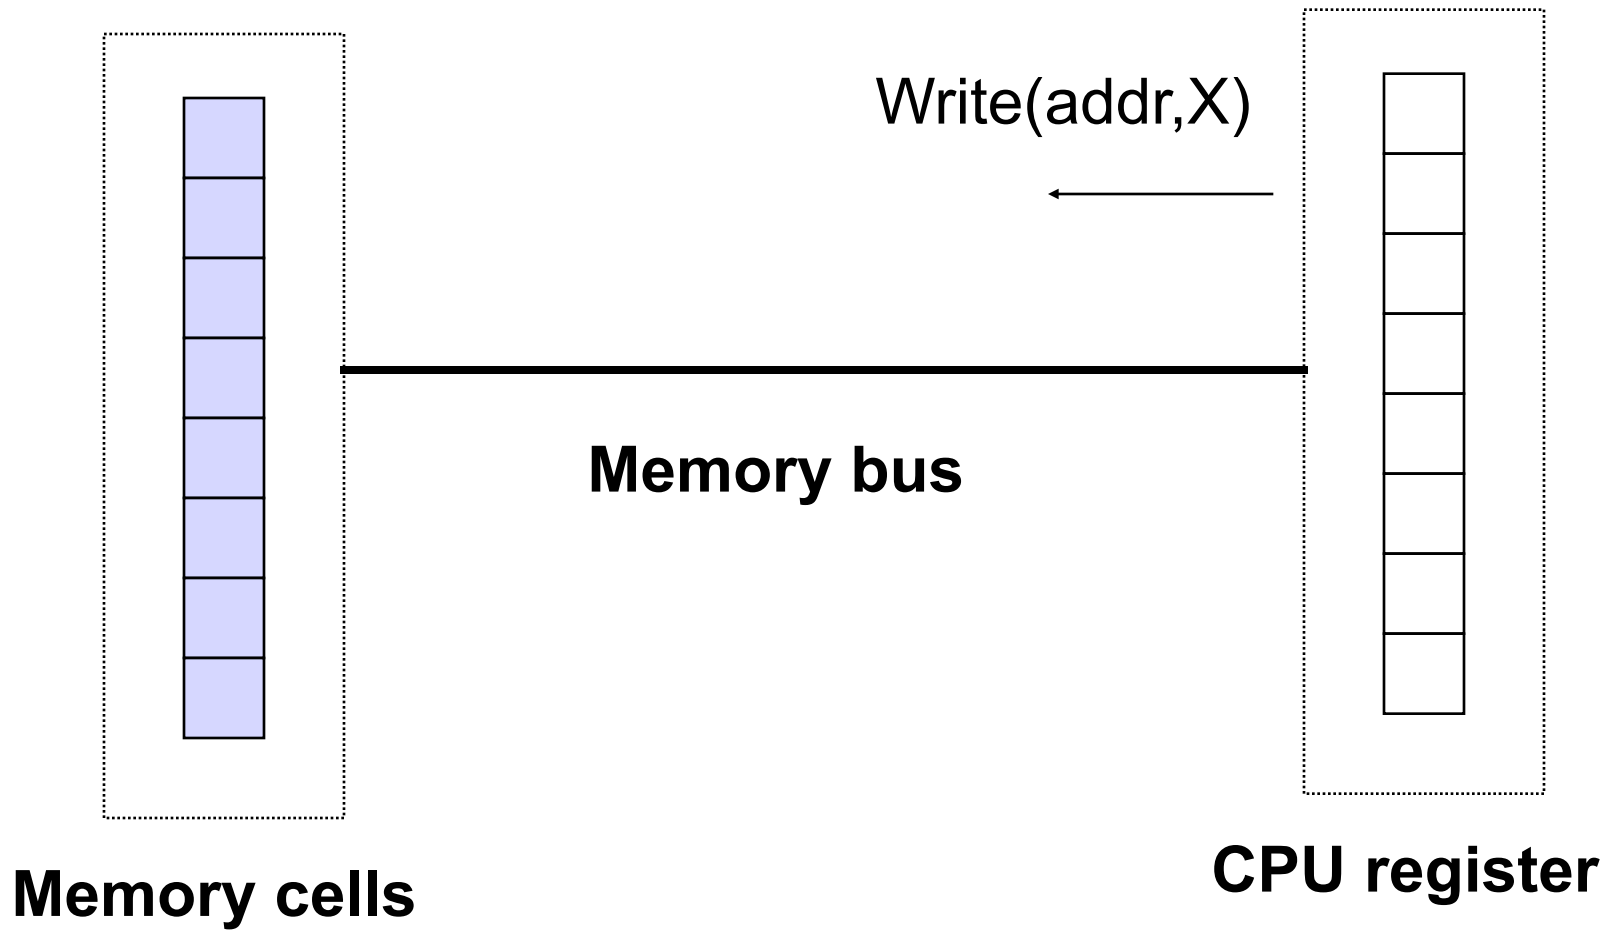 Write(addr,X)
Memory bus
CPU register
Memory cells